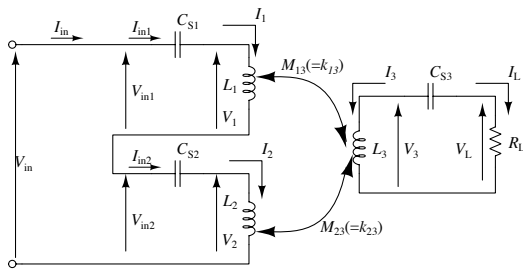 I_in I_in1 C_S1 I_1
V_in1 V_1 L_1
M_13(=k_13)
I_3 C_S3 I_L
V_in
I_in2 C_S2 I_2
V_in2 V_2 L_2
L_3 V_3 V_L R_L
M_23(=k_23)